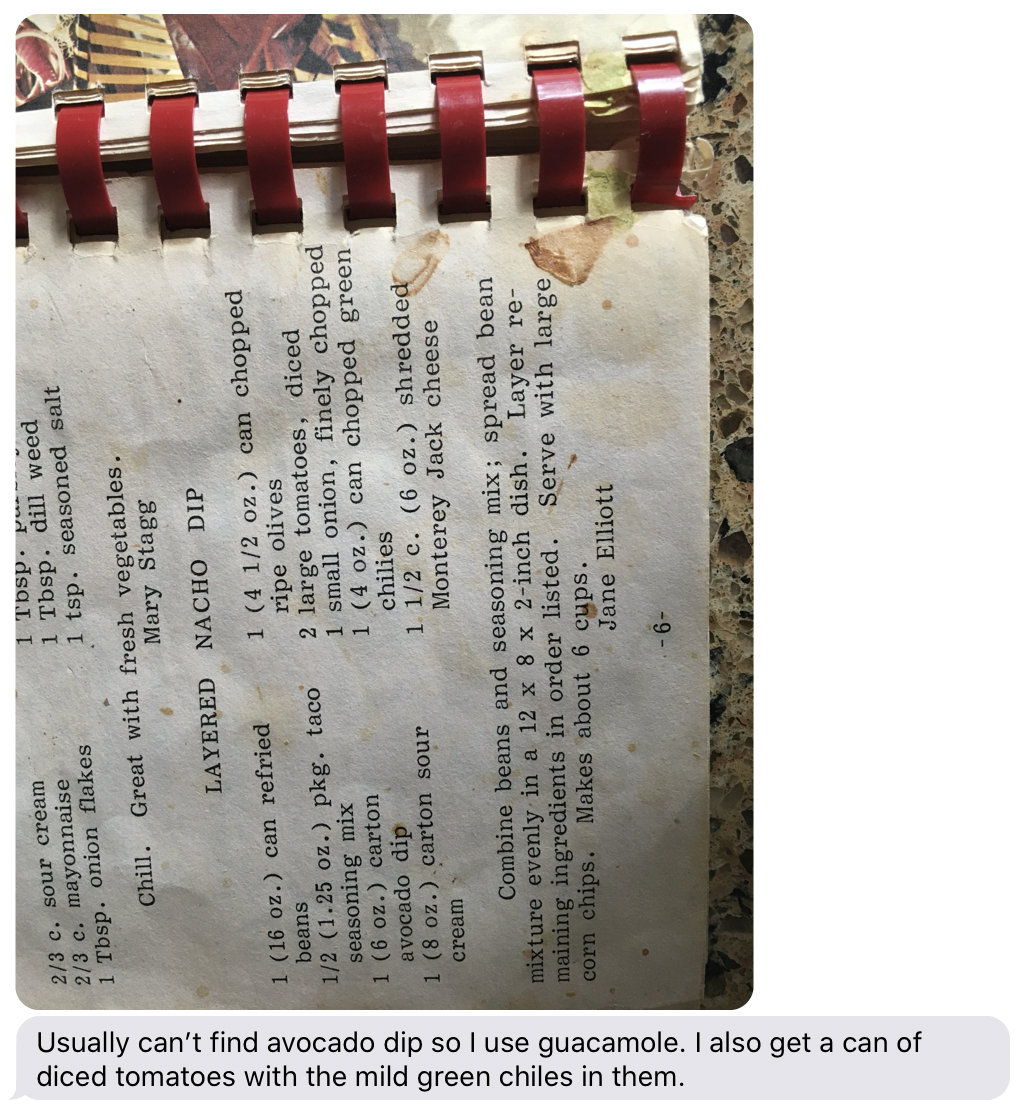 2/3 c. sour cream
2/3 c. mayonnaise
1 Tbsp. onion flakes
1 Tbsp.
1 Tbsp. dill weed
1 tsp. seasoned salt
Chill. Great with fresh vegetables.
Mary Stagg
LAYERED NACHO DIP
1 (16 oz.) can refried
beans
1/2 (1.25 oz.) pkg. taco
seasoning mix
1 (6 oz.) carton
avocado dip
1 (8 oz.) carton sour
cream
1 (4 1/2 oz.) can chopped
ripe olives
2 large tomatoes, diced
1 small onion, finely chopped
1 (4 oz.) can chopped green
chilies
1 1/2 c. (6 oz.) shredded
Monterey Jack cheese
Combine beans and seasoning mix; spread bean
mixture evenly in a 12 x 8 x 2-inch dish. Layer re-
maining ingredients in order listed. Serve with large
corn chips. Makes about 6 cups.
Jane Elliott
-6-
Usually can’t find avocado dip so I use guacamole. I also get a can of
diced tomatoes with the mild green chiles in them.